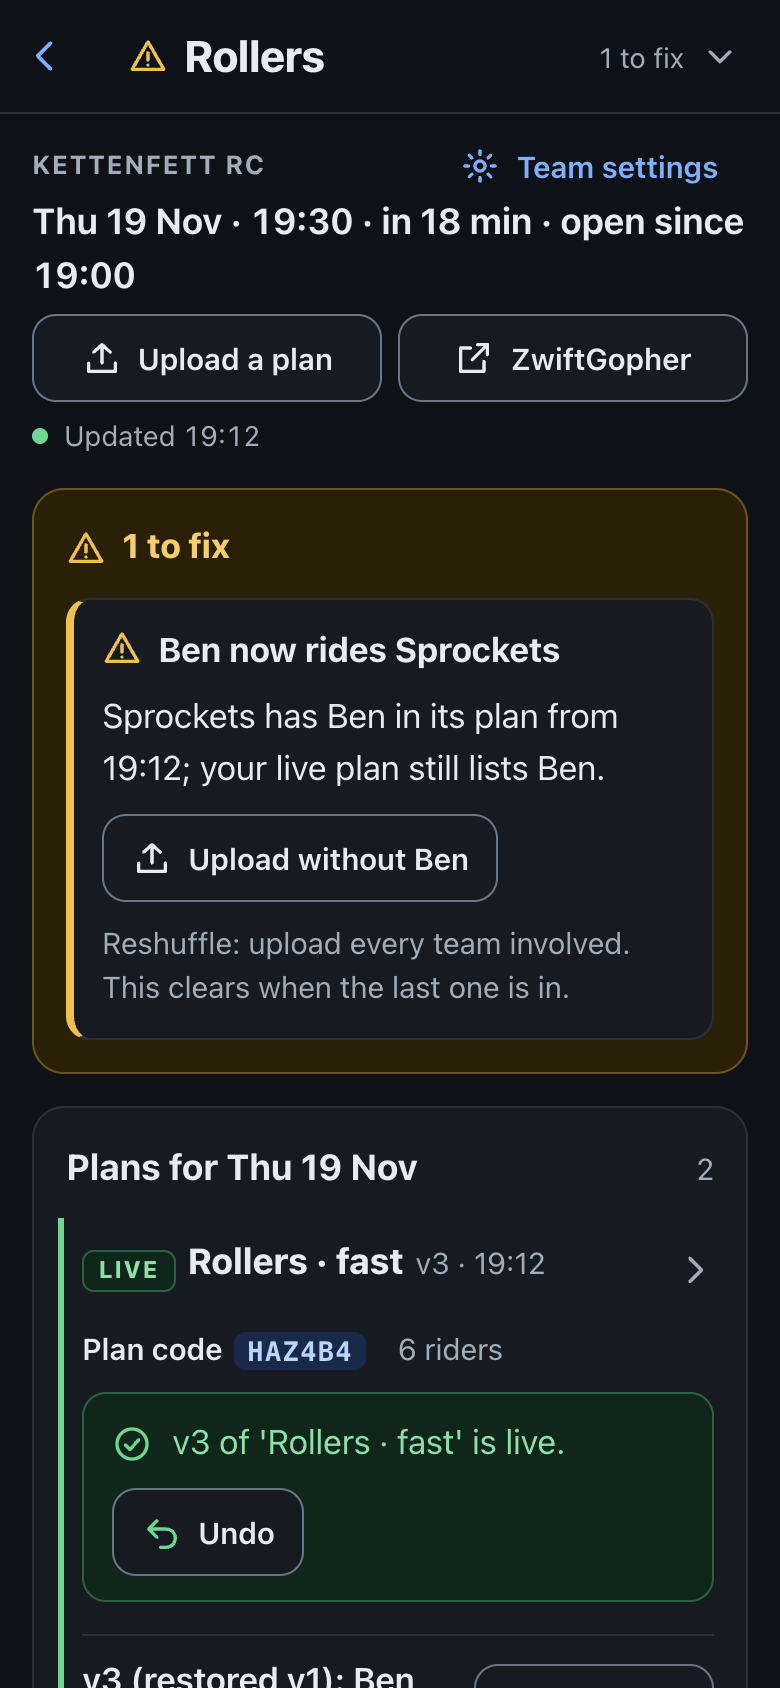 Rollers
1 to fix
KETTENFETT RC
Team settings
Thu 19 Nov · 19:30 · in 18 min · open since
19:00
Upload a plan
ZwiftGopher
Updated 19:12
1 to fix
Ben now rides Sprockets
Sprockets has Ben in its plan from
19:12; your live plan still lists Ben.
Upload without Ben
Reshuffle: upload every team involved.
This clears when the last one is in.
Plans for Thu 19 Nov
2
LIVE Rollers · fast v3 · 19:12
Plan code HAZ4B4 6 riders
v3 of 'Rollers · fast' is live.
Undo
v3 (restored v1): Ben